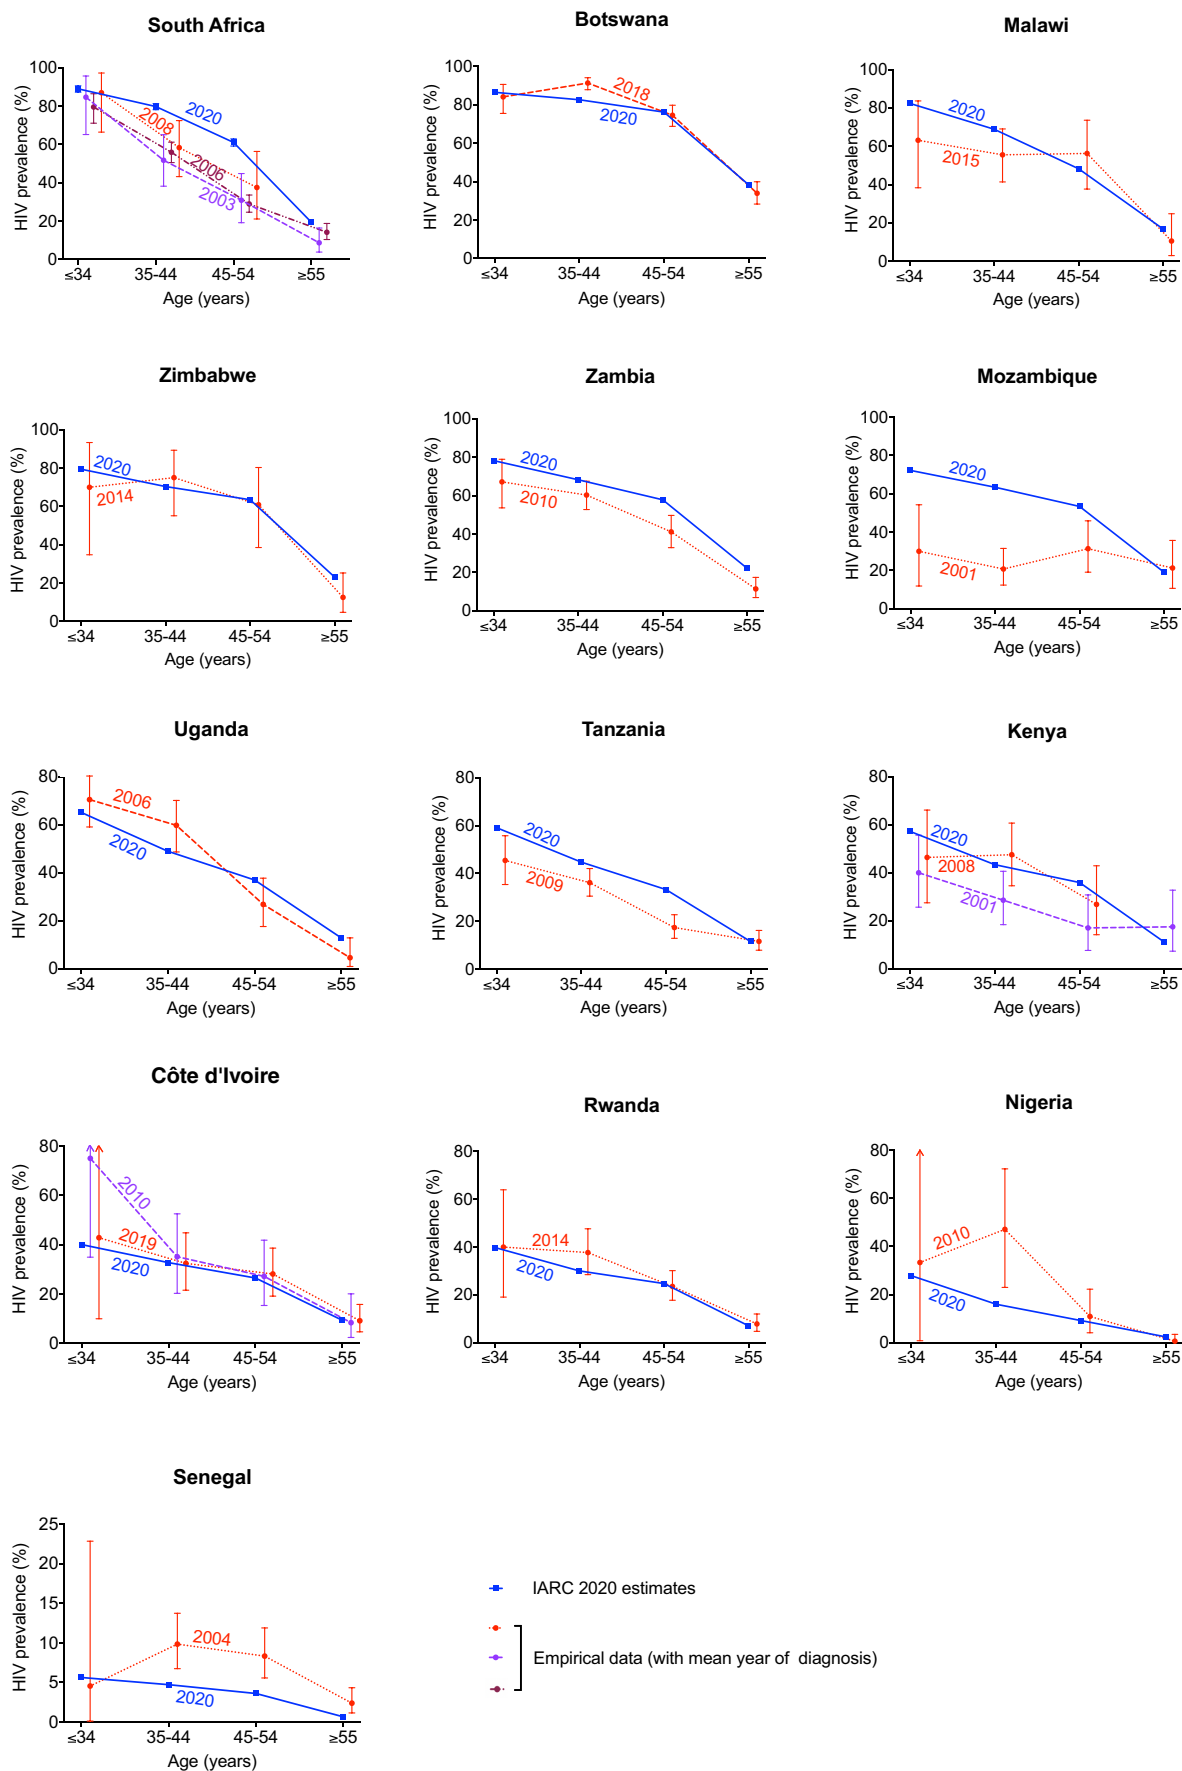 South Africa
HIV prevalence (%)
100
80
60
40
20
0
2020
2008
2006
2003
≤34 35-44 45-54 ≥55
Age (years)
Botswana
HIV prevalence (%)
100
80
60
40
20
0
2018
2020
≤34 35-44 45-54 ≥55
Age (years)
Malawi
HIV prevalence (%)
100
80
60
40
20
0
2020
2015
≤34 35-44 45-54 ≥55
Age (years)
Zimbabwe
HIV prevalence (%)
100
80
60
40
20
0
2020
2014
≤34 35-44 45-54 ≥55
Age (years)
Zambia
HIV prevalence (%)
100
80
60
40
20
0
2020
2010
≤34 35-44 45-54 ≥55
Age (years)
Mozambique
HIV prevalence (%)
100
80
60
40
20
0
2020
2001
≤34 35-44 45-54 ≥55
Age (years)
Uganda
HIV prevalence (%)
80
60
40
20
0
2006
2020
≤34 35-44 45-54 ≥55
Age (years)
Tanzania
HIV prevalence (%)
80
60
40
20
0
2020
2009
≤34 35-44 45-54 ≥55
Age (years)
Kenya
HIV prevalence (%)
80
60
40
20
0
2020
2008
2001
≤34 35-44 45-54 ≥55
Age (years)
Côte d'Ivoire
HIV prevalence (%)
80
60
40
20
0
2010
2019
2020
≤34 35-44 45-54 ≥55
Age (years)
Rwanda
HIV prevalence (%)
80
60
40
20
0
2014
2020
≤34 35-44 45-54 ≥55
Age (years)
Nigeria
HIV prevalence (%)
80
60
40
20
0
2010
2020
≤34 35-44 45-54 ≥55
Age (years)
Senegal
HIV prevalence (%)
25
20
15
10
5
0
2004
2020
≤34 35-44 45-54 ≥55
Age (years)
IARC 2020 estimates
Empirical data (with mean year of diagnosis)